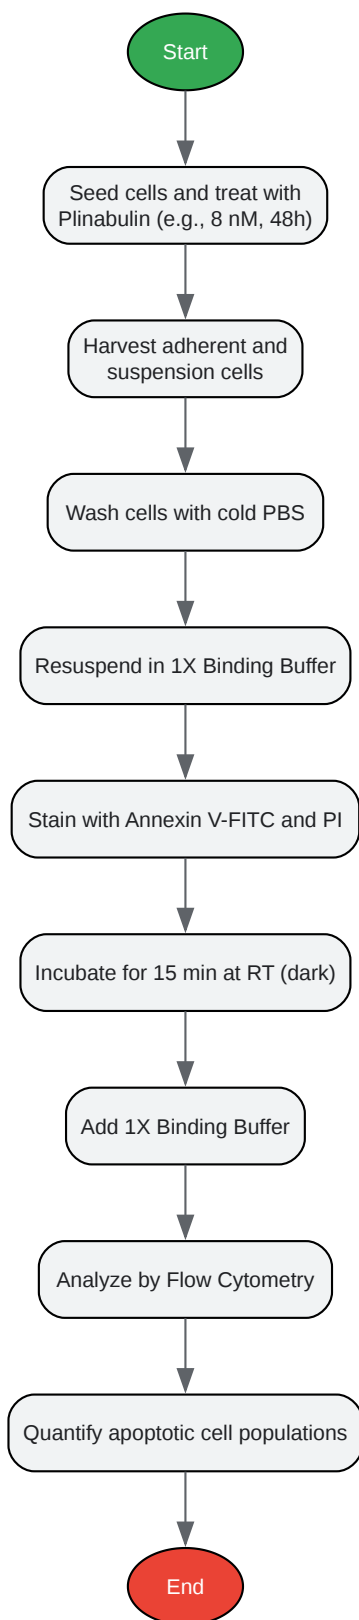 Start
Seed cells and treat with
Plinabulin (e.g., 8 nM, 48h)
Harvest adherent and
suspension cells
Wash cells with cold PBS
Resuspend in 1X Binding Buffer
Stain with Annexin V-FITC and PI
Incubate for 15 min at RT (dark)
Add 1X Binding Buffer
Analyze by Flow Cytometry
Quantify apoptotic cell populations
End